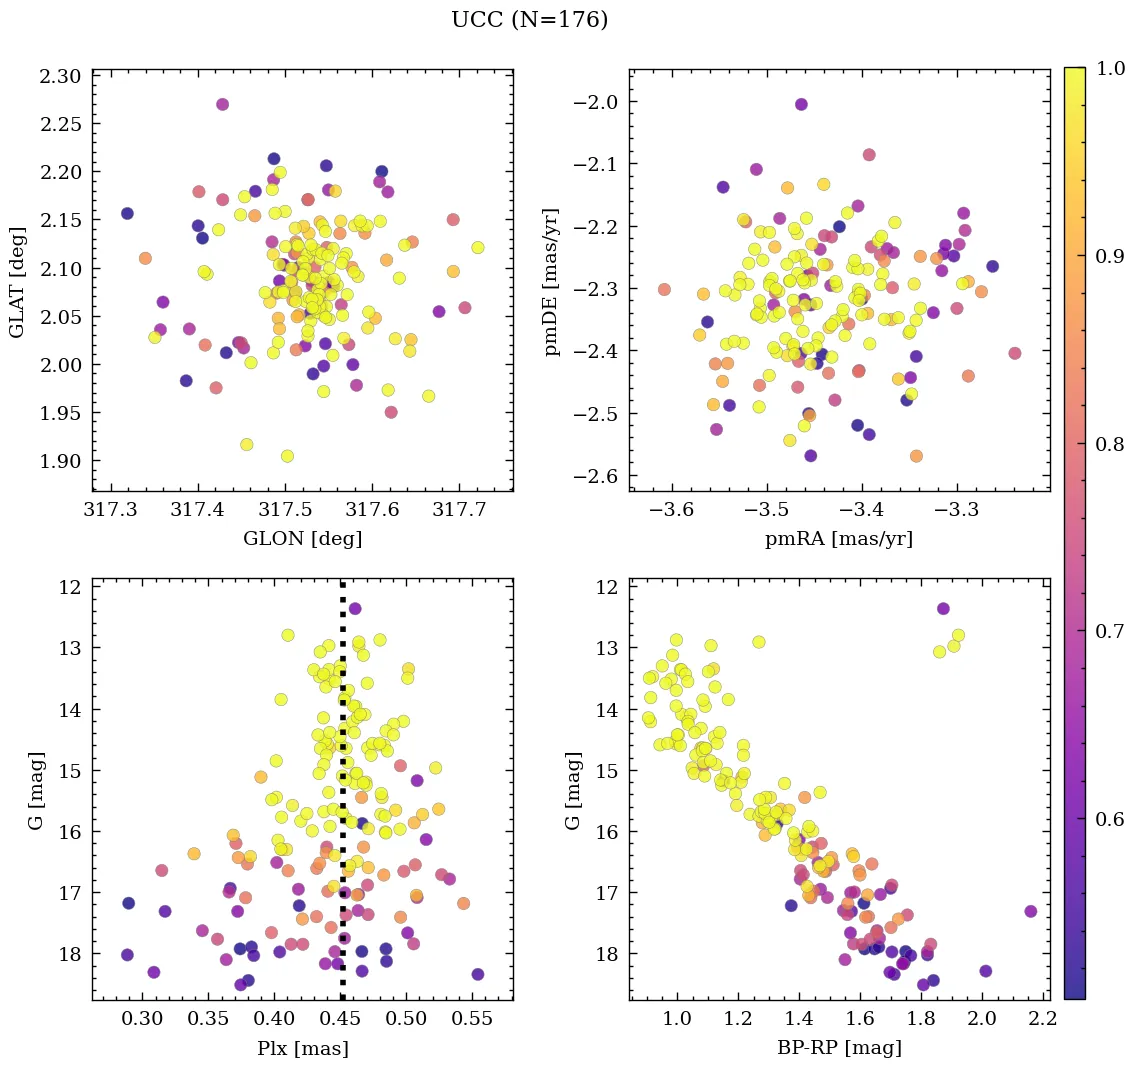 UCC (N=176)
2.30
2.25
2.20
2.15
2.10
2.05
2.00
1.95
1.90
GLAT [deg]
317.3 317.4 317.5 317.6 317.7
GLON [deg]
−2.0
−2.1
−2.2
−2.3
−2.4
−2.5
−2.6
pmDE [mas/yr]
−3.6 −3.5 −3.4 −3.3
pmRA [mas/yr]
12
13
14
15
16
17
18
G [mag]
0.30 0.35 0.40 0.45 0.50 0.55
Plx [mas]
12
13
14
15
16
17
18
G [mag]
1.0 1.2 1.4 1.6 1.8 2.0 2.2
BP-RP [mag]
1.0
0.9
0.8
0.7
0.6